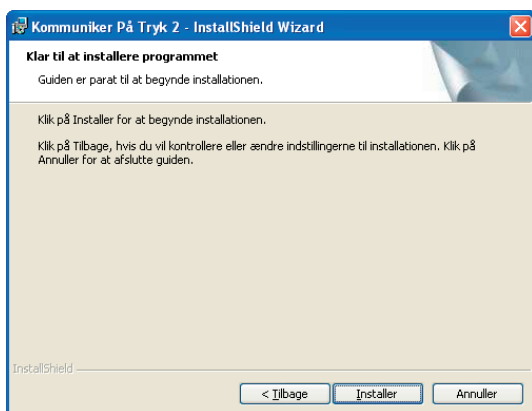 Kommuniker På Tryk 2 - InstallShield Wizard
Klar til at installere programmet
Guiden er parat til at begynde installationen.
Klik på Installer for at begynde installationen.
Klik på Tilbage, hvis du vil kontrollere eller ændre indstillingerne til installationen. Klik på
Annuller for at afslutte guiden.
InstallShield
< Tilbage
Installer
Annuller